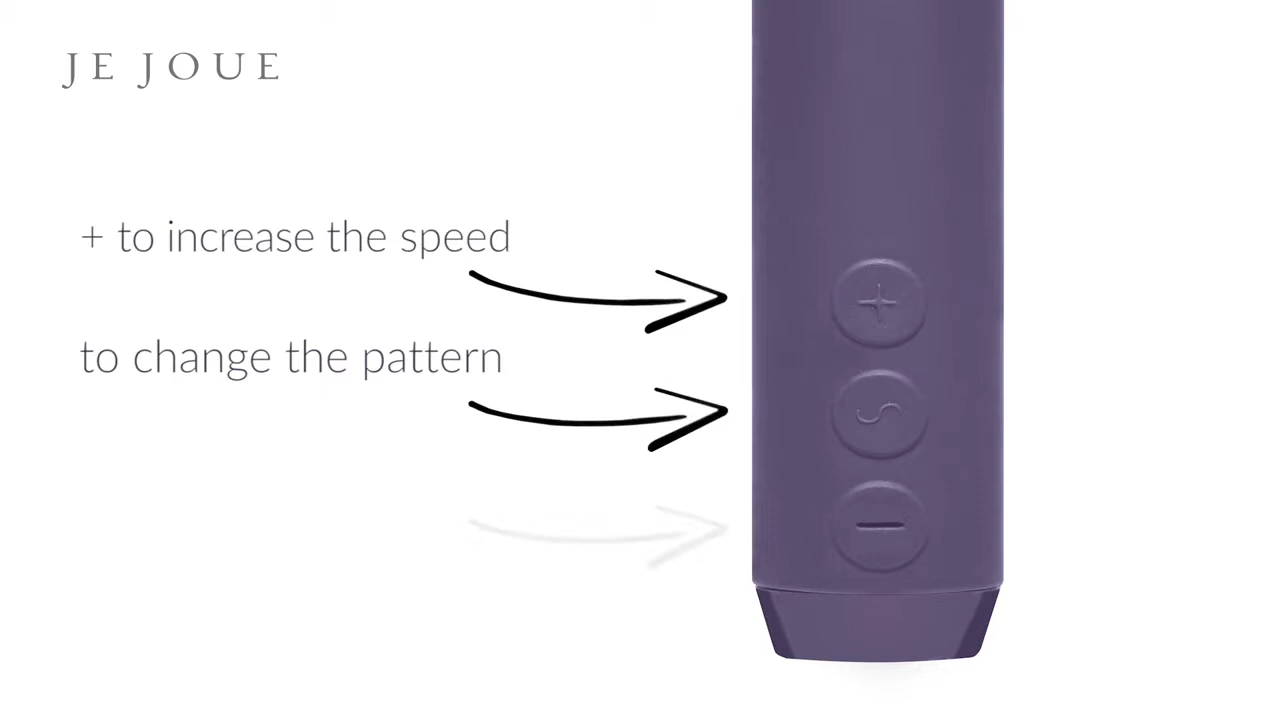 JE JOUE
+ to increase the speed
to change the pattern